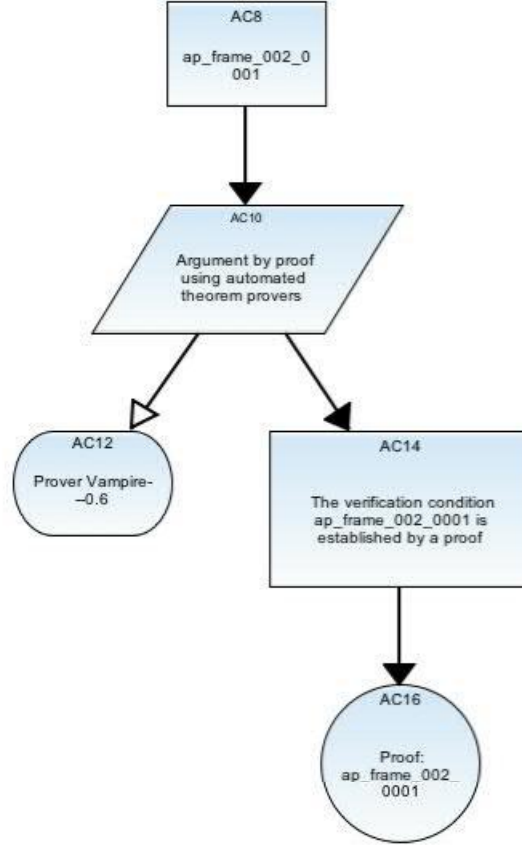 AC8
ap_frame_002_0
001
AC10
Argument by proof
using automated
theorem provers
AC12
Prover Vampire-
-0.6
AC14
The verification condition
ap_frame_002_0001 is
established by a proof
AC16
Proof:
ap_frame_002_
0001